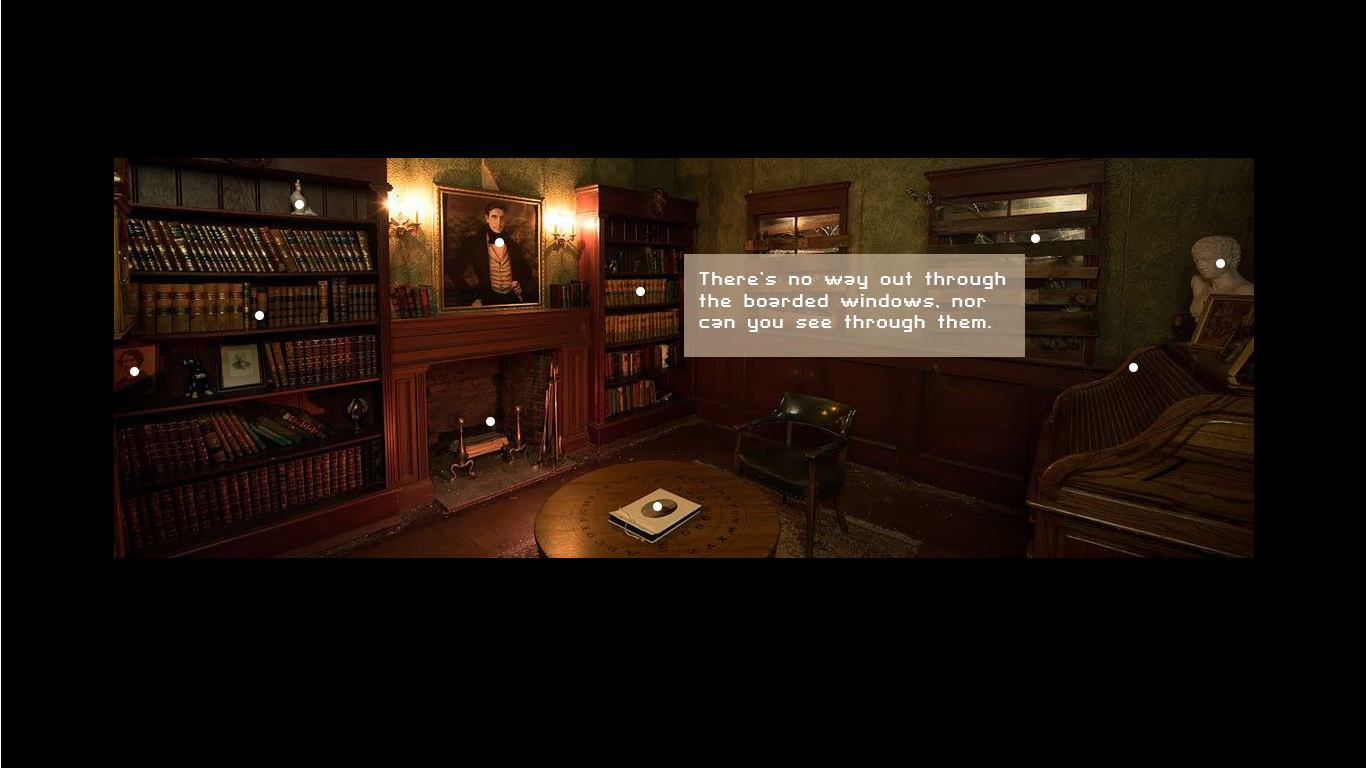 There's no way out through
the boarded windows, nor
can you see through them.